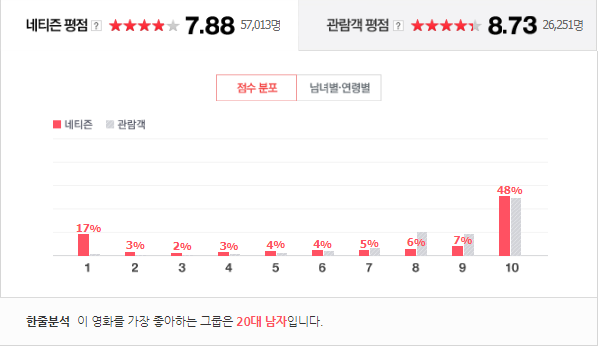 네티즌 평점 ? 7.88 57,013명 관람객 평점 ? 8.73 26,251명
점수 분포 남녀별·연령별
네티즌 관람객
17% 3% 2% 3% 4% 4% 5% 6% 7% 48%
1 2 3 4 5 6 7 8 9 10
한줄분석 이 영화를 가장 좋아하는 그룹은 20대 남자입니다.